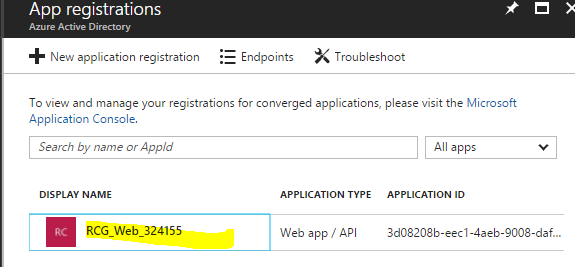 App registrations
Azure Active Directory
New application registration
Endpoints
Troubleshoot
To view and manage your registrations for converged applications, please visit the Microsoft
Application Console.
Search by name or AppId
All apps
DISPLAY NAME
APPLICATION TYPE
APPLICATION ID
RC
RCG_Web_324155
Web app / API
3d08208b-eec1-4aeb-9008-daf...